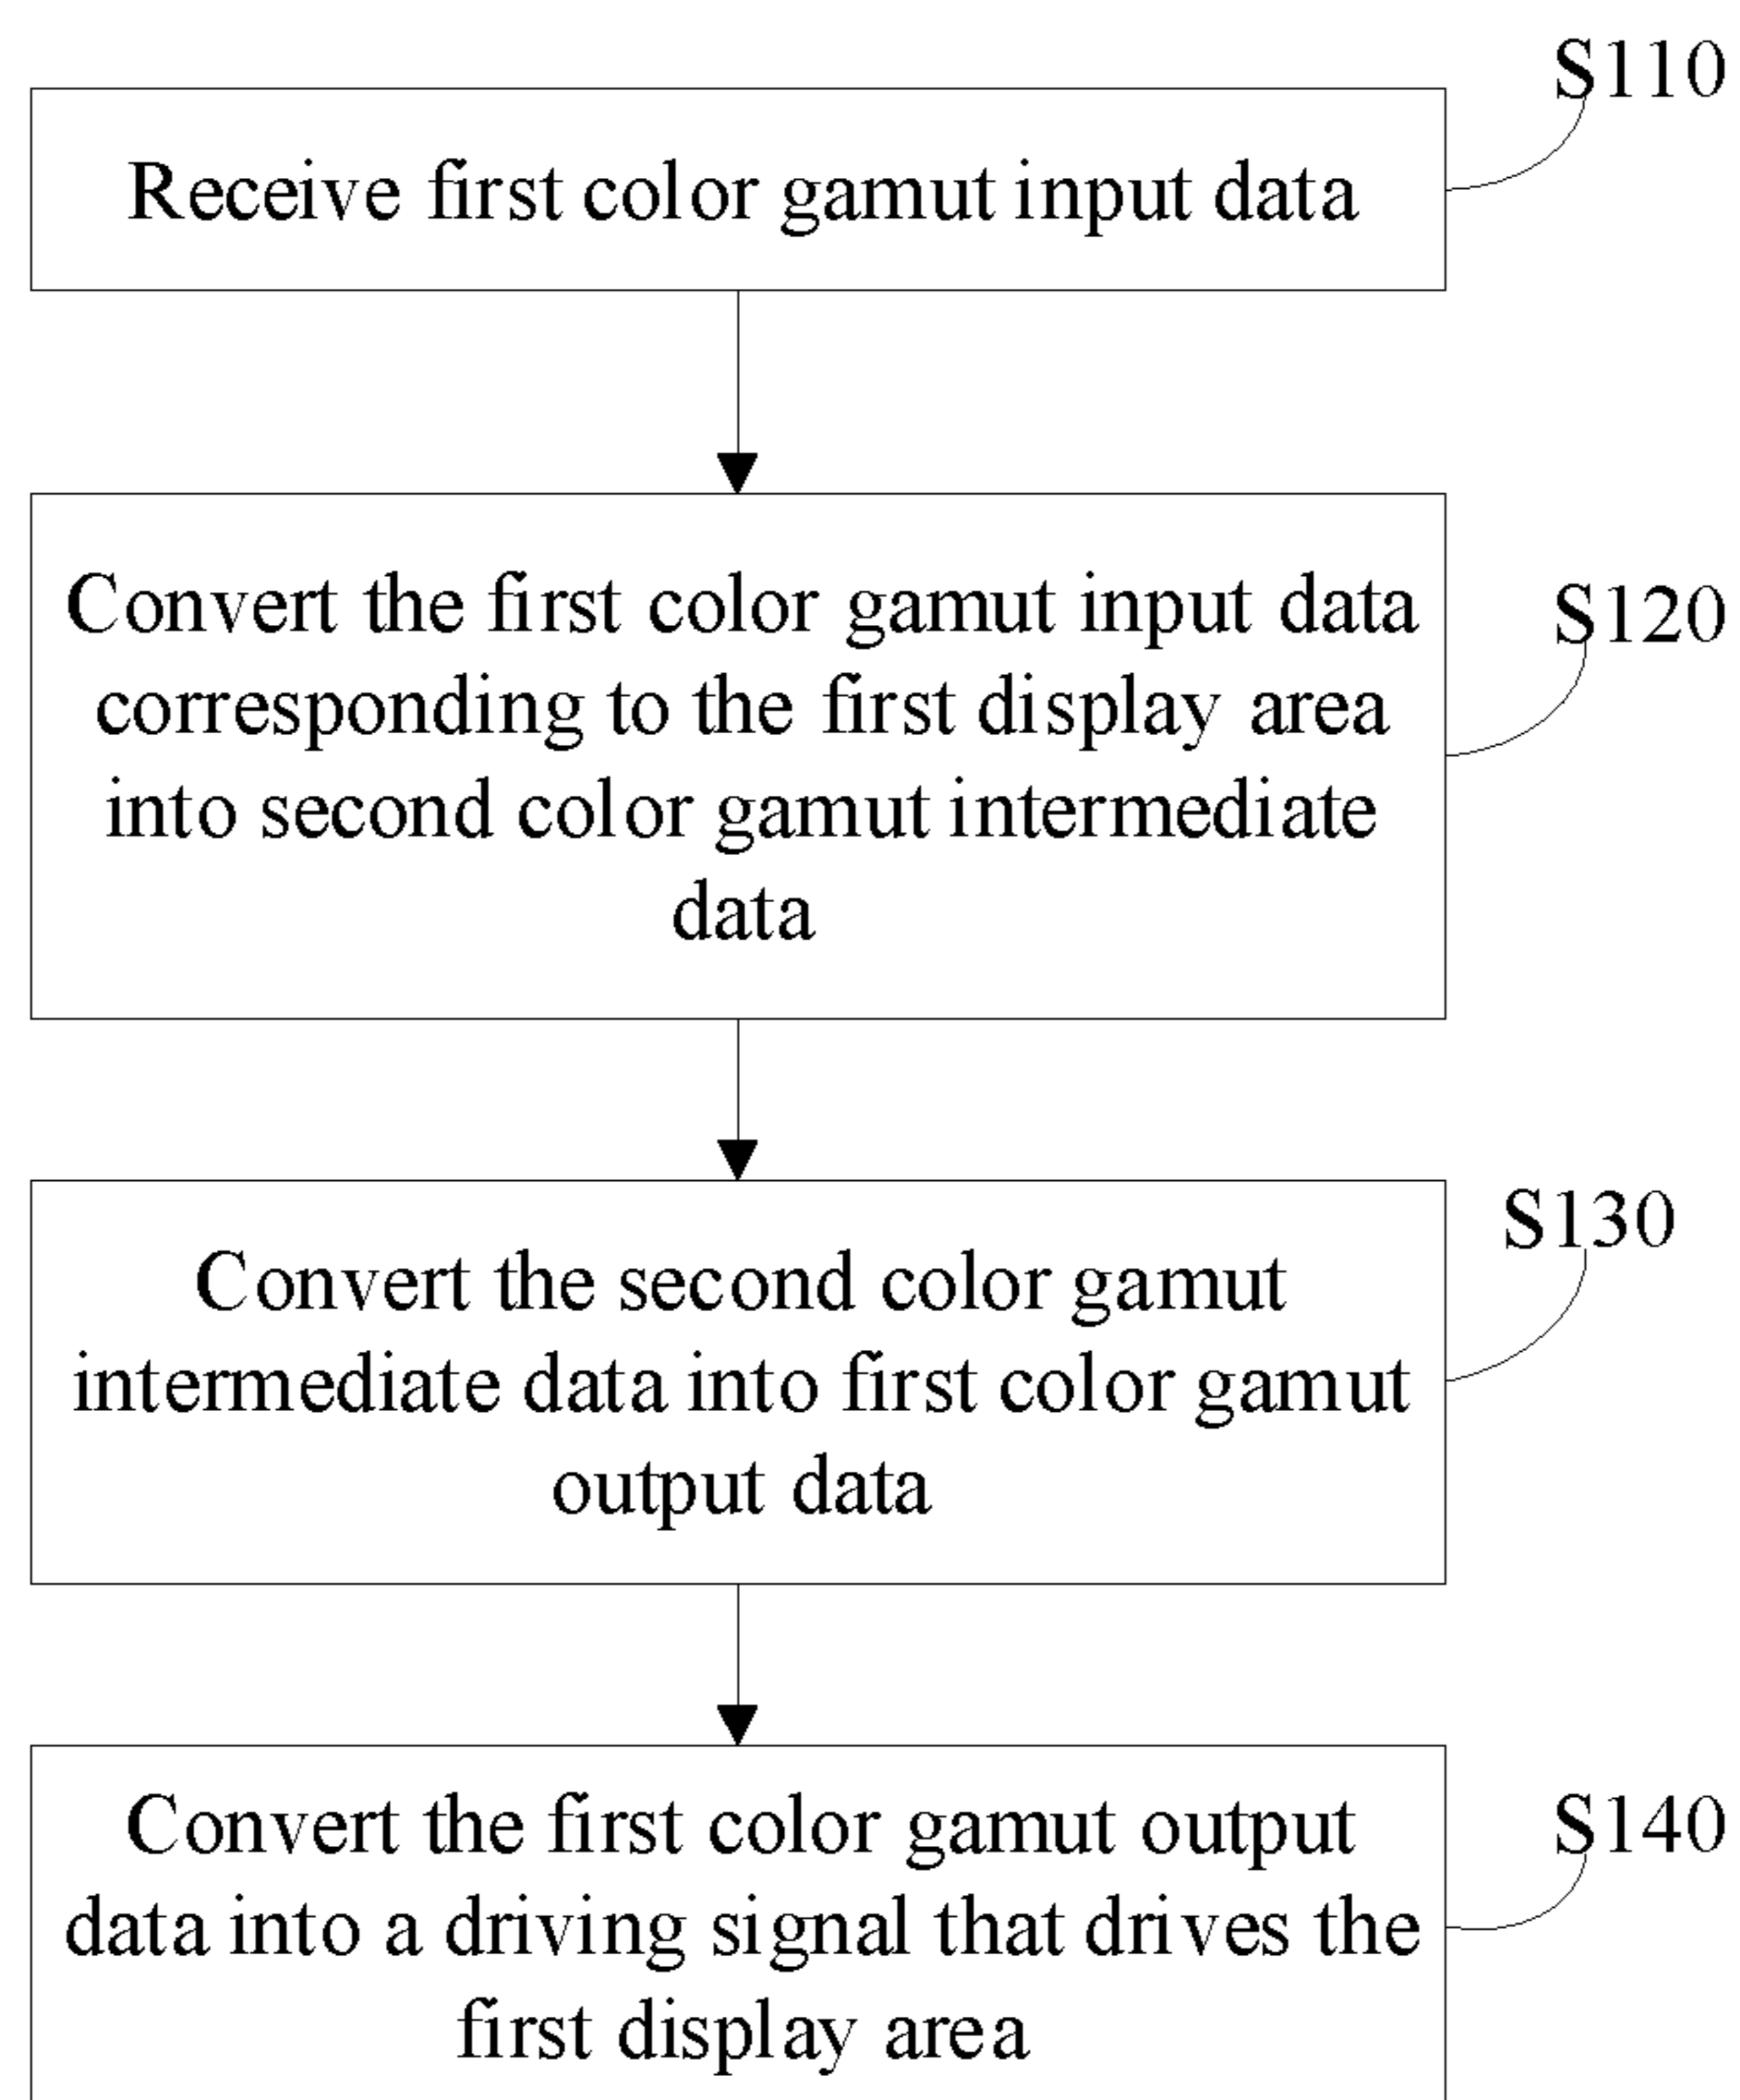 S110
Receive first color gamut input data
Convert the first color gamut input data
S120
corresponding to the first display area
into second color gamut intermediate
data
S130
Convert the second color gamut
intermediate data into first color gamut
output data
Convert the first color gamut output
S140
data into a driving signal that drives the
first display area